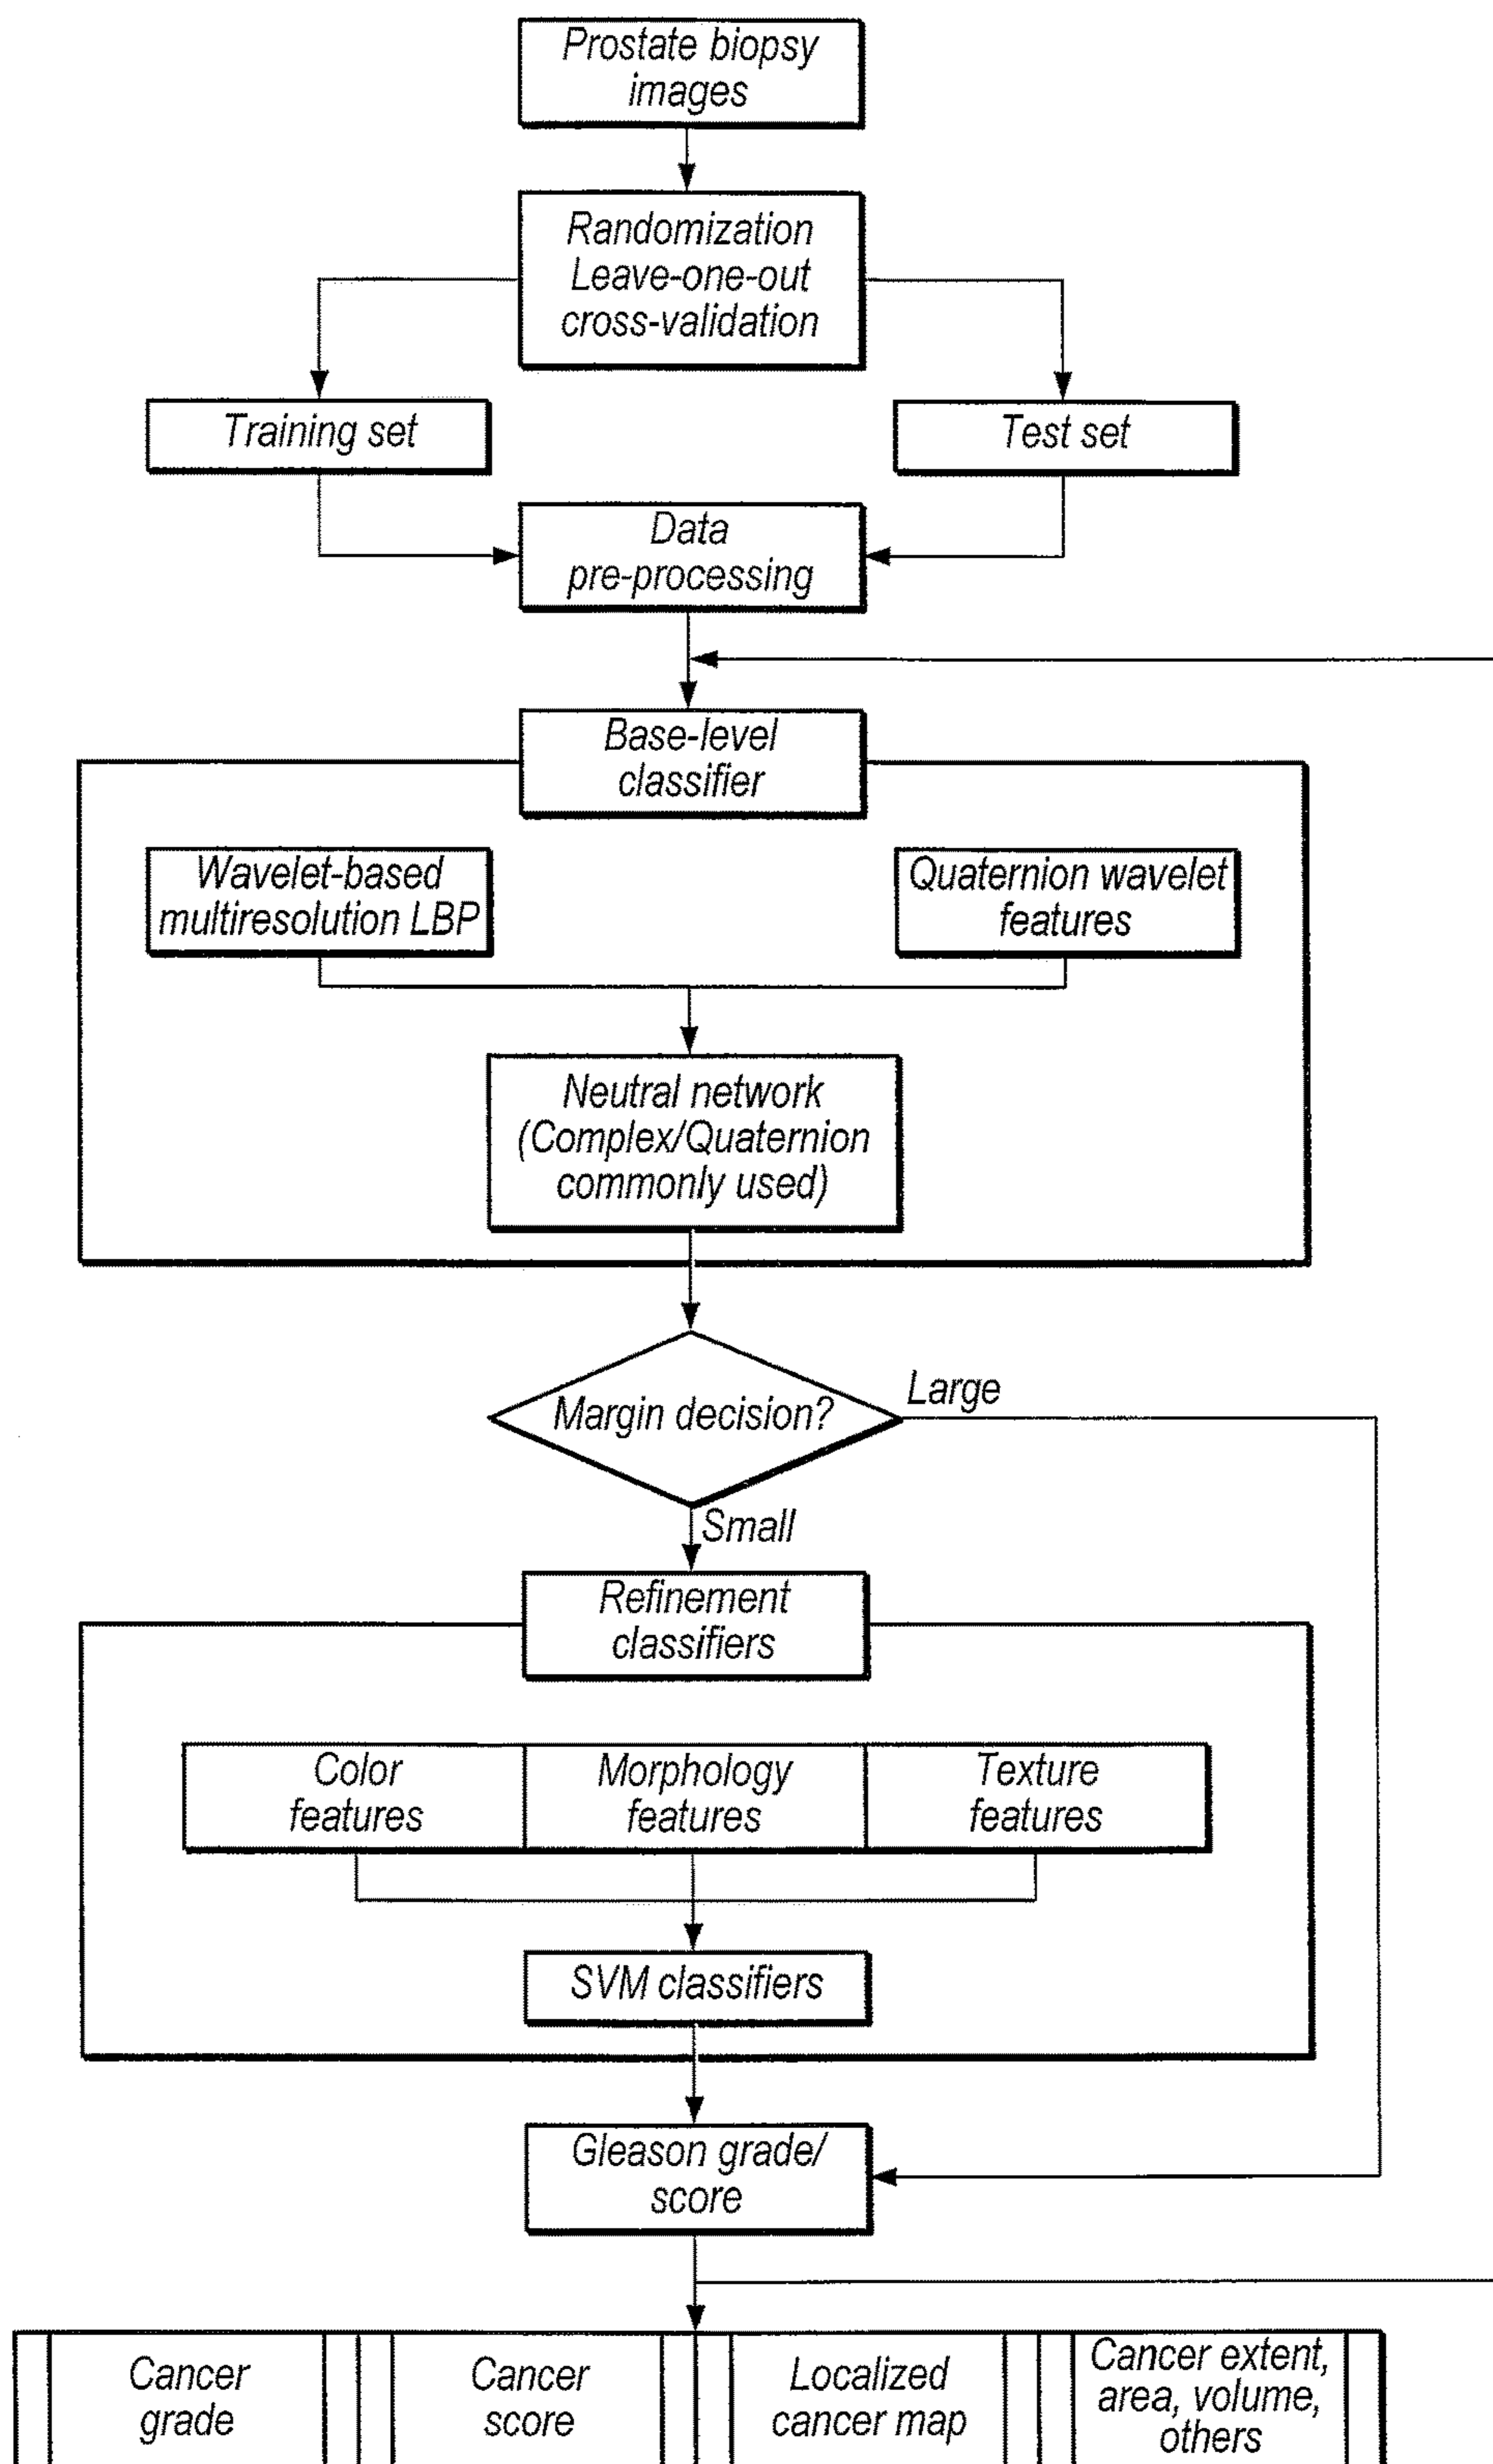 Prostate biopsy
images
Randomization
Leave-one-out
cross-validation
Training set
Test set
Data
pre-processing
Base-level
classifier
Wavelet-based
multiresolution LBP
Quaternion wavelet
features
Neutral network
(Complex/Quaternion
commonly used)
Margin decision?
Large
Small
Refinement
classifiers
Color
features
Morphology
features
Texture
features
SVM classifiers
Gleason grade/
score
Cancer
grade
Cancer
score
Localized
cancer map
Cancer extent,
area, volume,
others